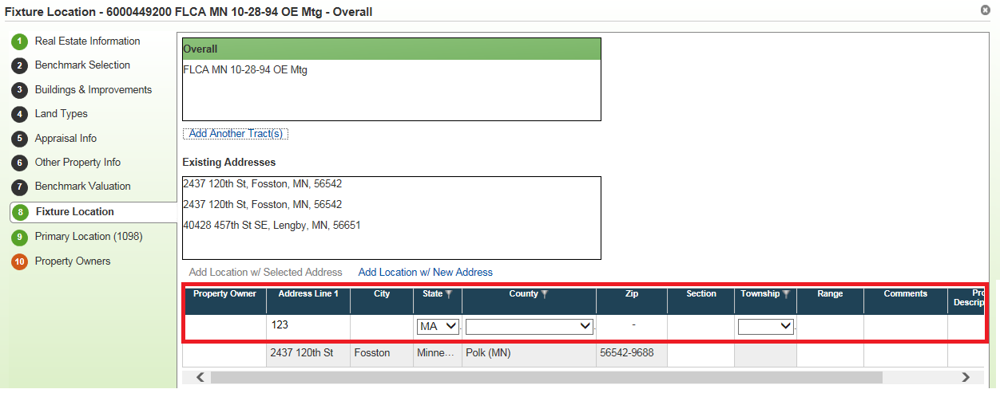 Fixture Location - 6000449200 FLCA MN 10-28-94 OE Mtg - Overall
1 Real Estate Information
2 Benchmark Selection
3 Buildings & Improvements
4 Land Types
5 Appraisal Info
6 Other Property Info
7 Benchmark Valuation
8 Fixture Location
9 Primary Location (1098)
10 Property Owners
Overall
FLCA MN 10-28-94 OE Mtg
Add Another Tract(s)
Existing Addresses
2437 120th St, Fosston, MN, 56542
2437 120th St, Fosston, MN, 56542
40428 457th St SE, Lengby, MN, 56651
Add Location w/ Selected Address Add Location w/ New Address
Property Owner Address Line 1 City State County Zip Section Township Range Comments Pro
Descrip
123 MA -
2437 120th St Fosston Minne... Polk (MN) 56542-9688